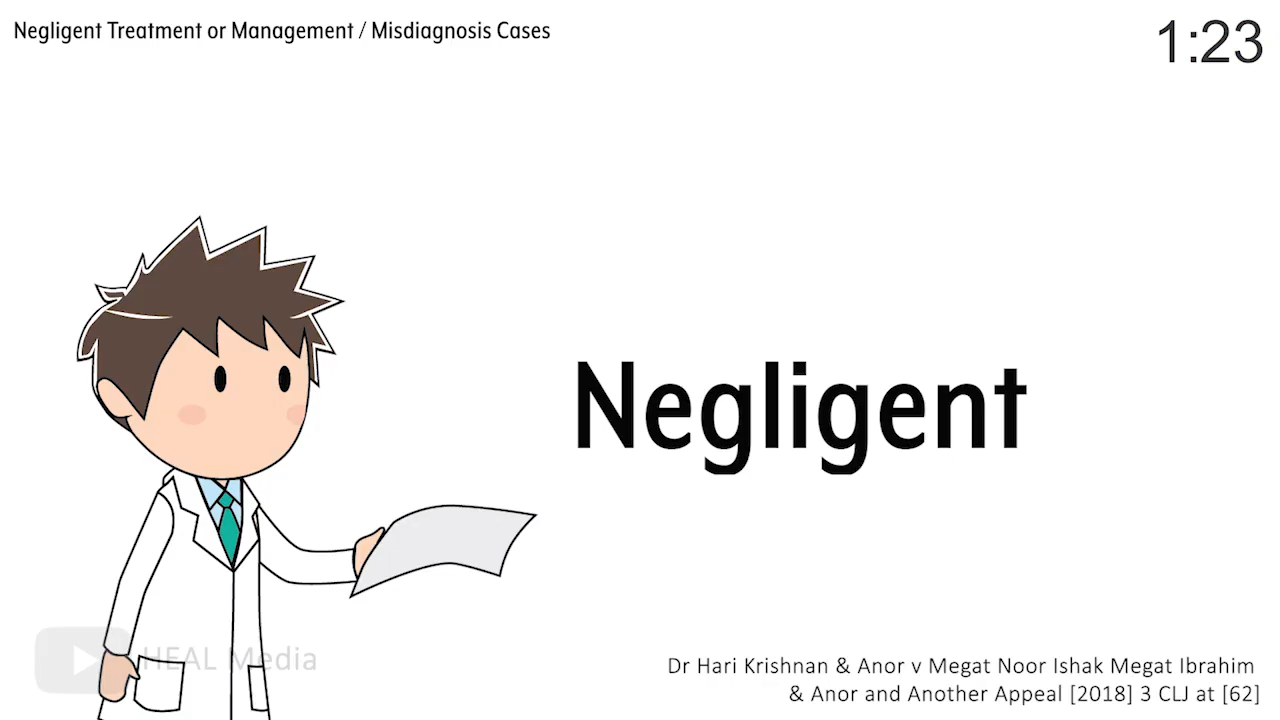 Negligent Treatment or Management / Misdiagnosis Cases
1:23
Negligent
HEAL Media
Dr Hari Krishnan & Anor v Megat Noor Ishak Megat Ibrahim
& Anor and Another Appeal [2018] 3 CLJ at [62]